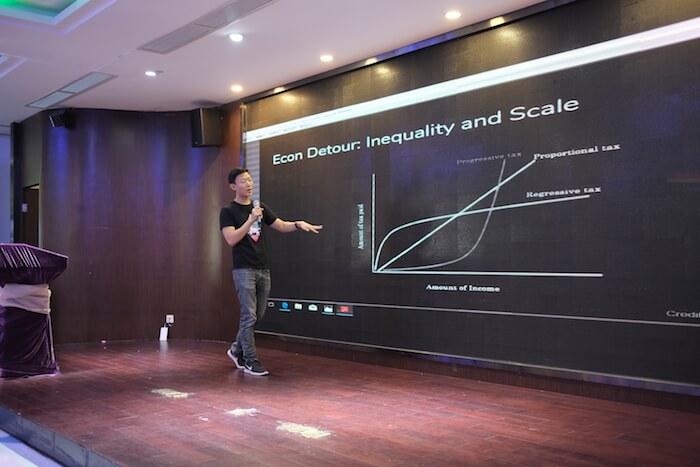 Econ Detour: Inequality and Scale
Progressive tax
Proportional tax
Regressive tax
Amount of tax paid
Amount of Income
Credit